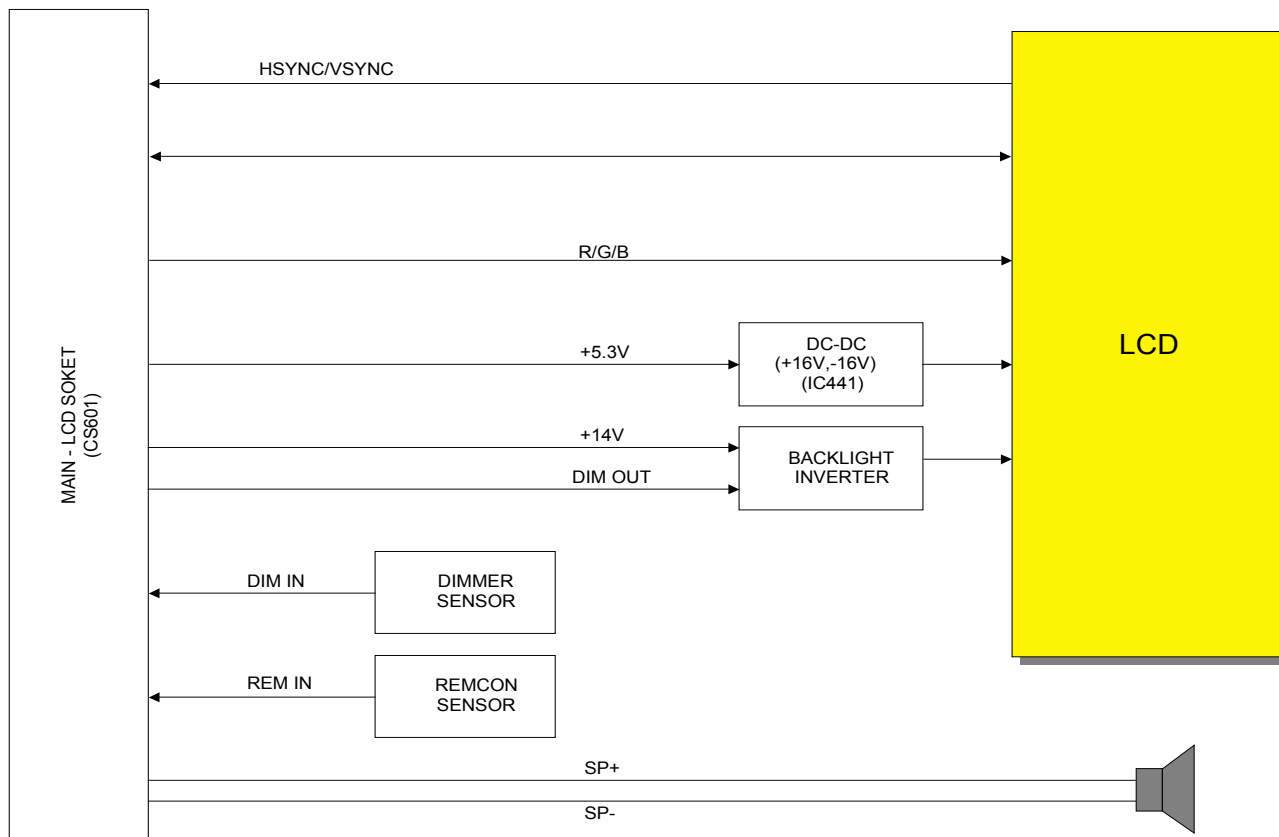 HSYNC/VSYNC
R/G/B
LCD
+5.3V
DC-DC
(+16V,-16V)
(IC441)
MAIN - LCD SOKET
(CS601)
+14V
DIM OUT
BACKLIGHT
INVERTER
DIM IN
DIMMER
SENSOR
REM IN
REMCON
SENSOR
SP+
SP-